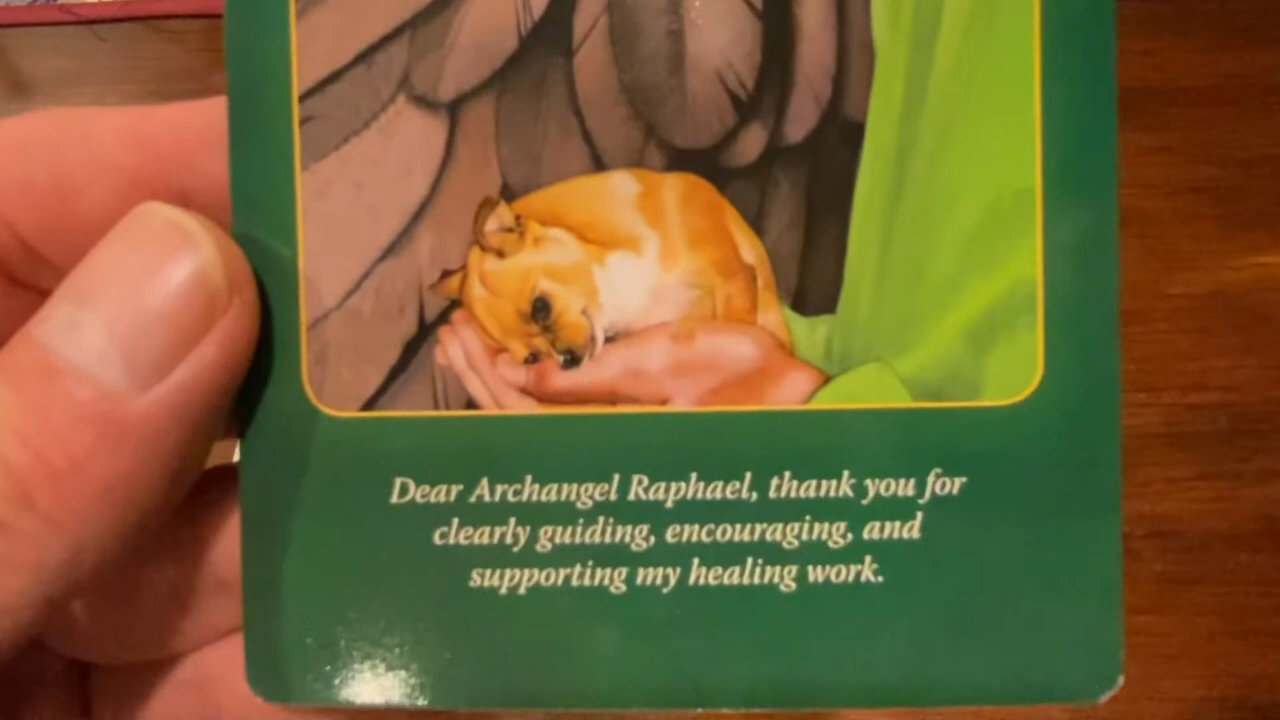 Dear Archangel Raphael, thank you for
clearly guiding, encouraging, and
supporting my healing work.